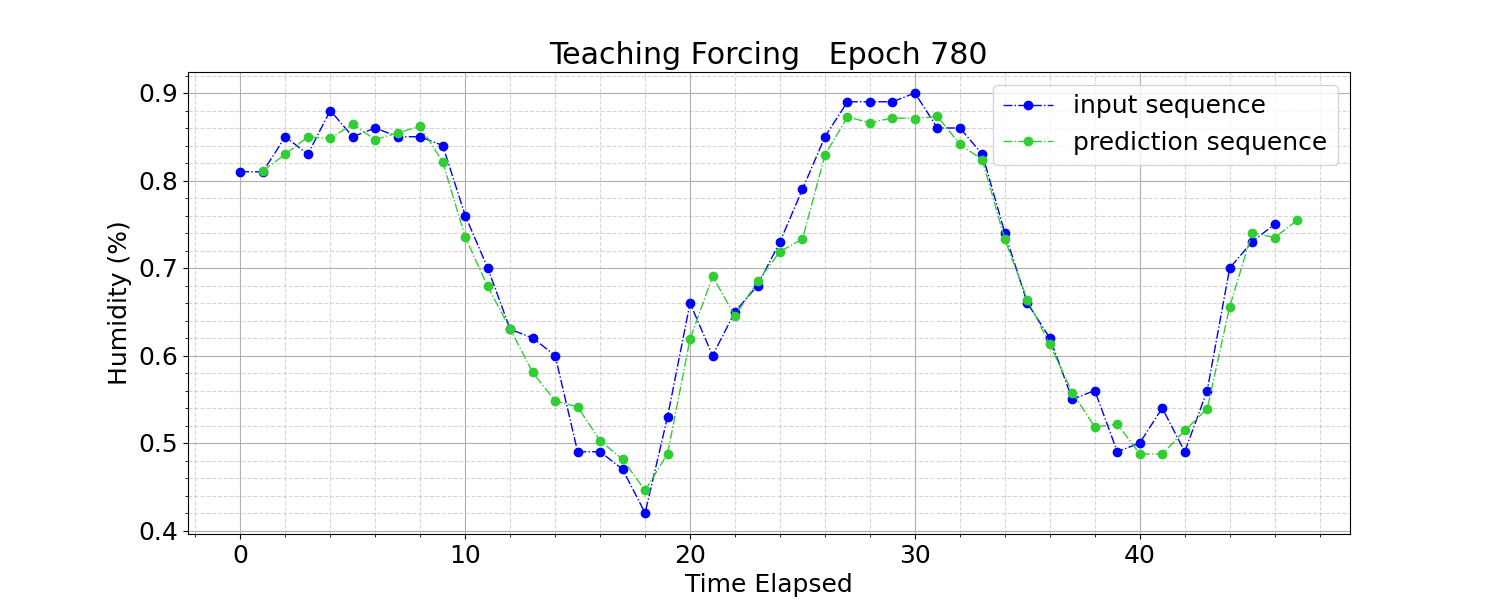 Teaching Forcing   Epoch 780
input sequence
prediction sequence
Humidity (%)
0.9
0.8
0.7
0.6
0.5
0.4
0 10 20 30 40
Time Elapsed